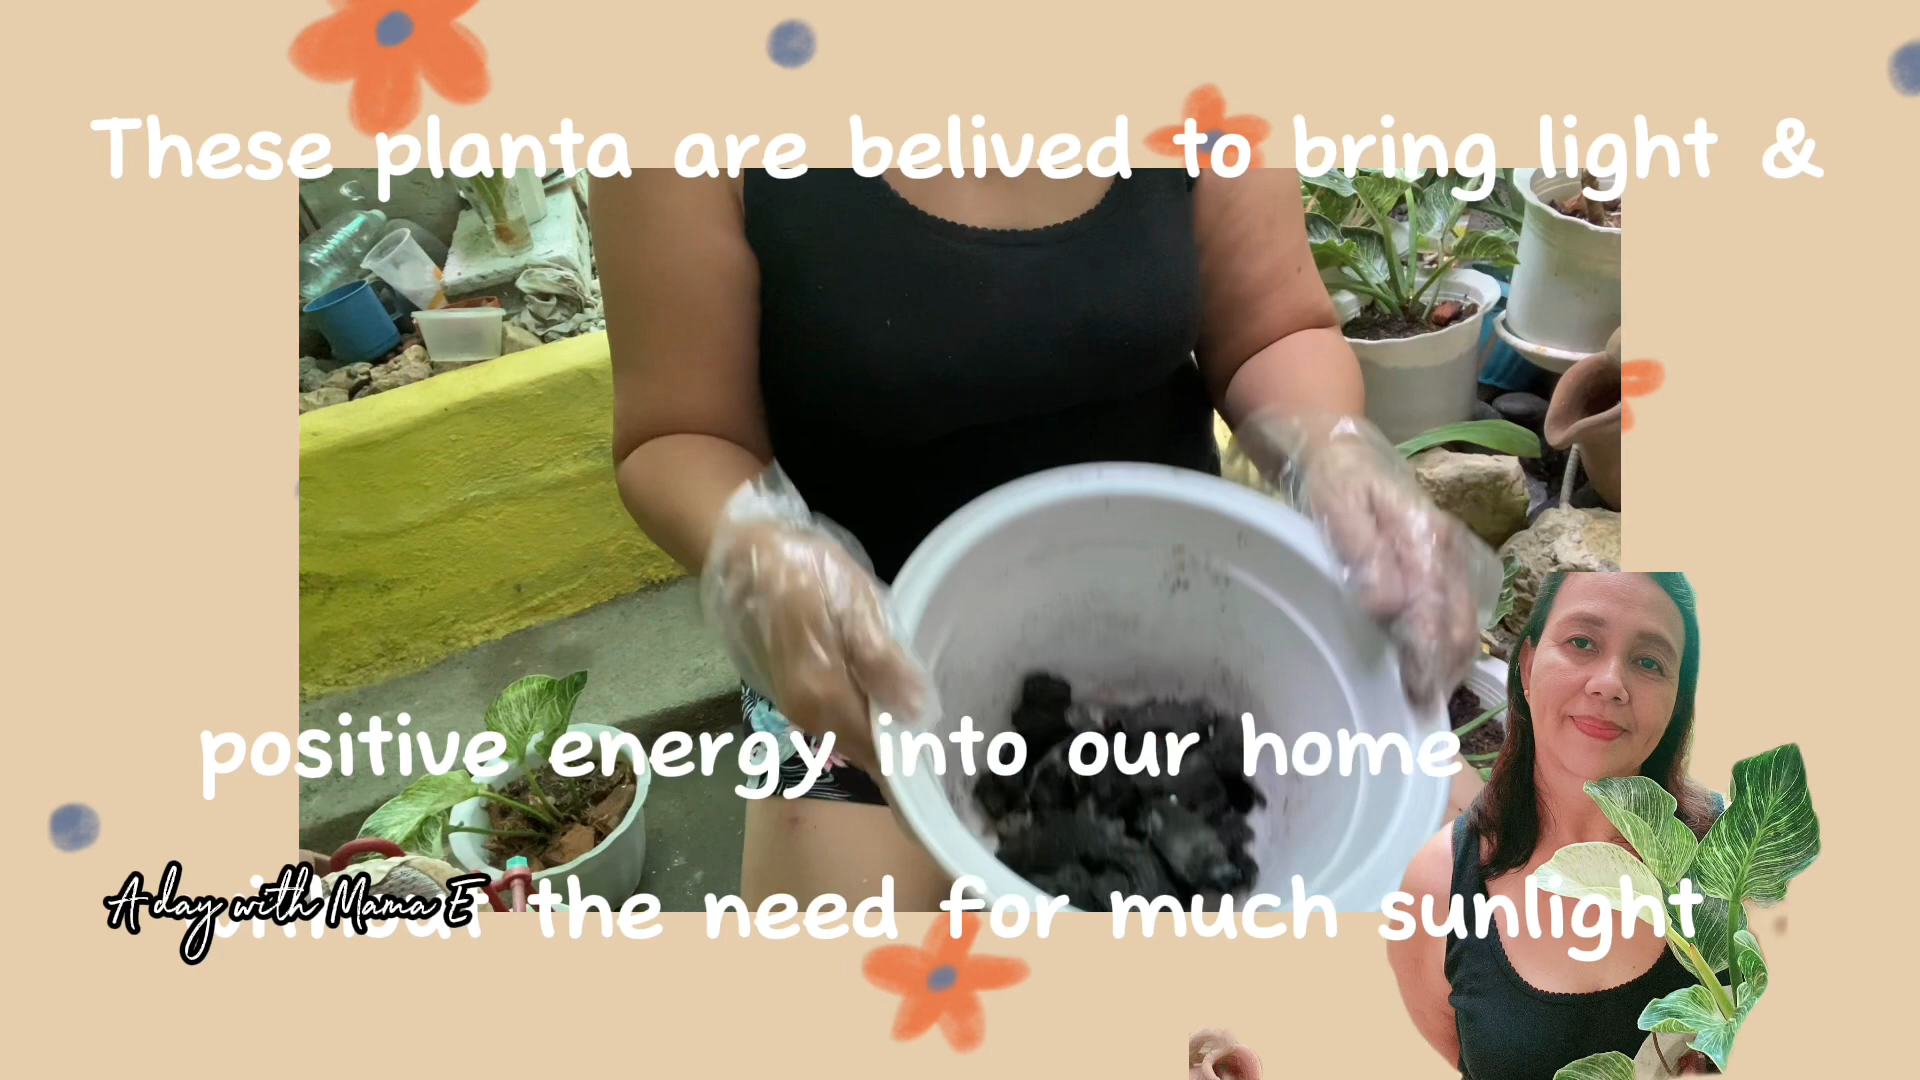 These planta are belived to bring light &
positive energy into our home
without the need for much sunlight
A day with Mama E